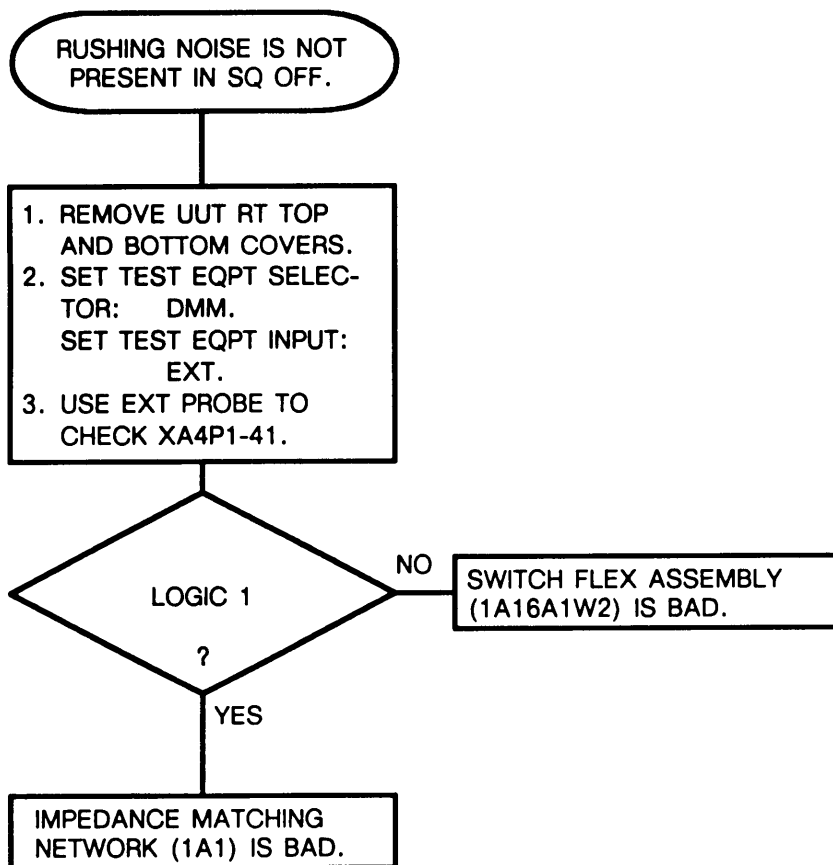 RUSHING NOISE IS NOT
PRESENT IN SQ OFF.
1. REMOVE UUT RT TOP
AND BOTTOM COVERS.
2. SET TEST EQPT SELEC-
TOR: DMM.
SET TEST EQPT INPUT:
EXT.
3. USE EXT PROBE TO
CHECK XA4P1-41.
LOGIC 1
?
NO
SWITCH FLEX ASSEMBLY
(1A16A1W2) IS BAD.
YES
IMPEDANCE MATCHING
NETWORK (1A1) IS BAD.